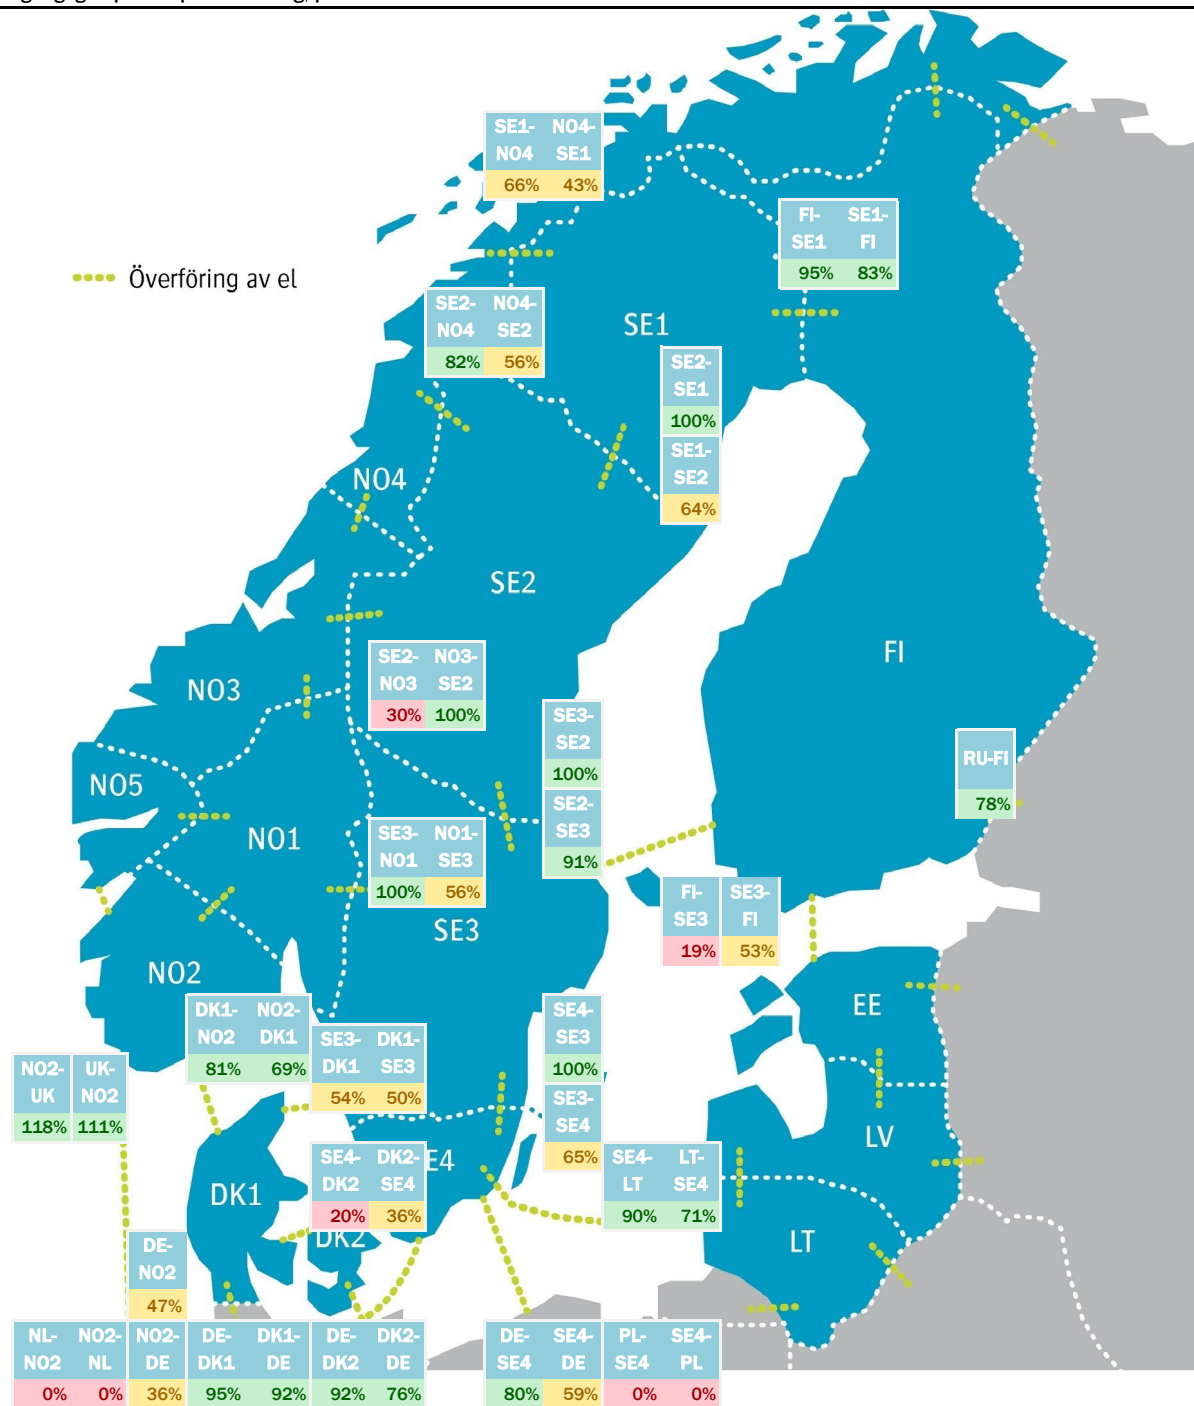 SE1- NO4-
NO4 SE1
66% 43%
FI- SE1-
SE1 FI
95% 83%
Överföring av el
SE2- NO4-
NO4 SE2
82% 56%
SE1
SE2-
SE1
100%
SE1-
SE2
64%
NO4
SE2
FI
SE2- NO3-
NO3 SE2
30% 100%
NO3
SE3-
SE2
100%
SE2-
SE3
91%
RU-FI
78%
NO5
NO1
SE3- NO1-
NO1 SE3
100% 56%
FI- SE3-
SE3 FI
19% 53%
SE3
NO2
EE
DK1- NO2-
NO2 DK1
81% 69%
SE3- DK1-
DK1 SE3
54% 50%
SE4-
SE3
100%
SE3-
SE4
65%
NO2- UK-
UK NO2
118% 111%
LV
SE4- DK2-
DK2 SE4
20% 36%
E4
SE4- LT-
LT SE4
90% 71%
DK1
DK2
LT
DE-
NO2
47%
NL- NO2- NO2- DE- DK1- DE- DK2-
NO2 NL DE DK1 DE DK2 DE
0% 0% 36% 95% 92% 92% 76%
DE- SE4- PL- SE4-
SE4 DE SE4 PL
80% 59% 0% 0%